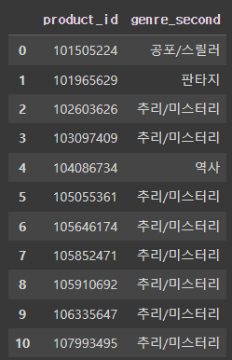 product_id genre_second
0 101505224 공포/스릴러
1 101965629 판타지
2 102603626 추리/미스터리
3 103097409 추리/미스터리
4 104086734 역사
5 105055361 추리/미스터리
6 105646174 추리/미스터리
7 105852471 추리/미스터리
8 105910692 추리/미스터리
9 106335647 추리/미스터리
10 107993495 추리/미스터리